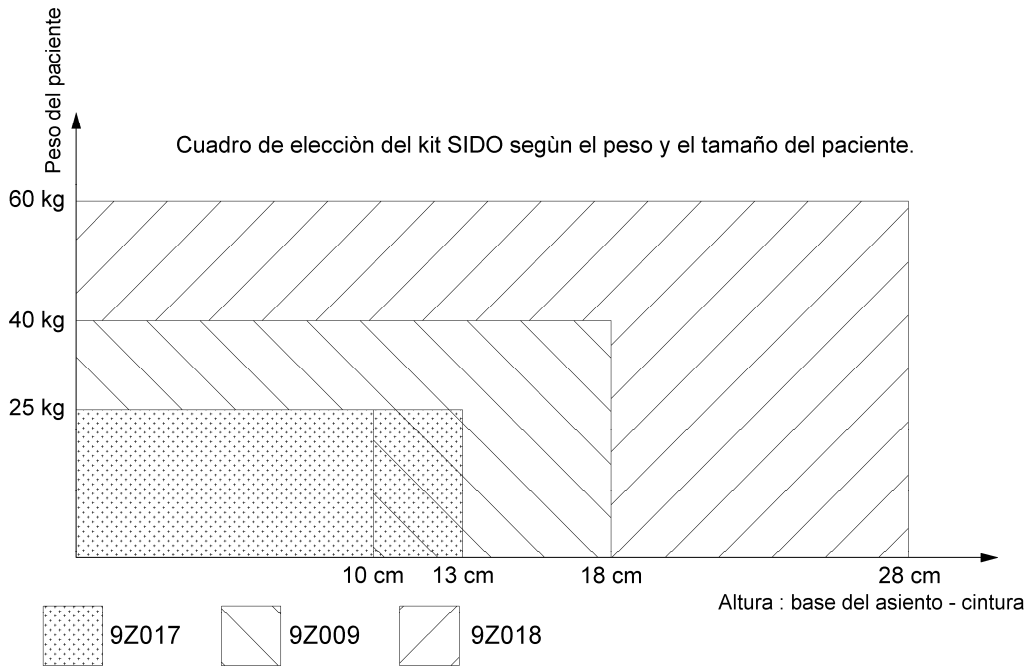 Peso del paciente
Cuadro de elecciòn del kit SIDO segùn el peso y el tamaño del paciente.
60 kg
40 kg
25 kg
10 cm 13 cm 18 cm 28 cm
Altura : base del asiento - cintura
9Z017 9Z009 9Z018